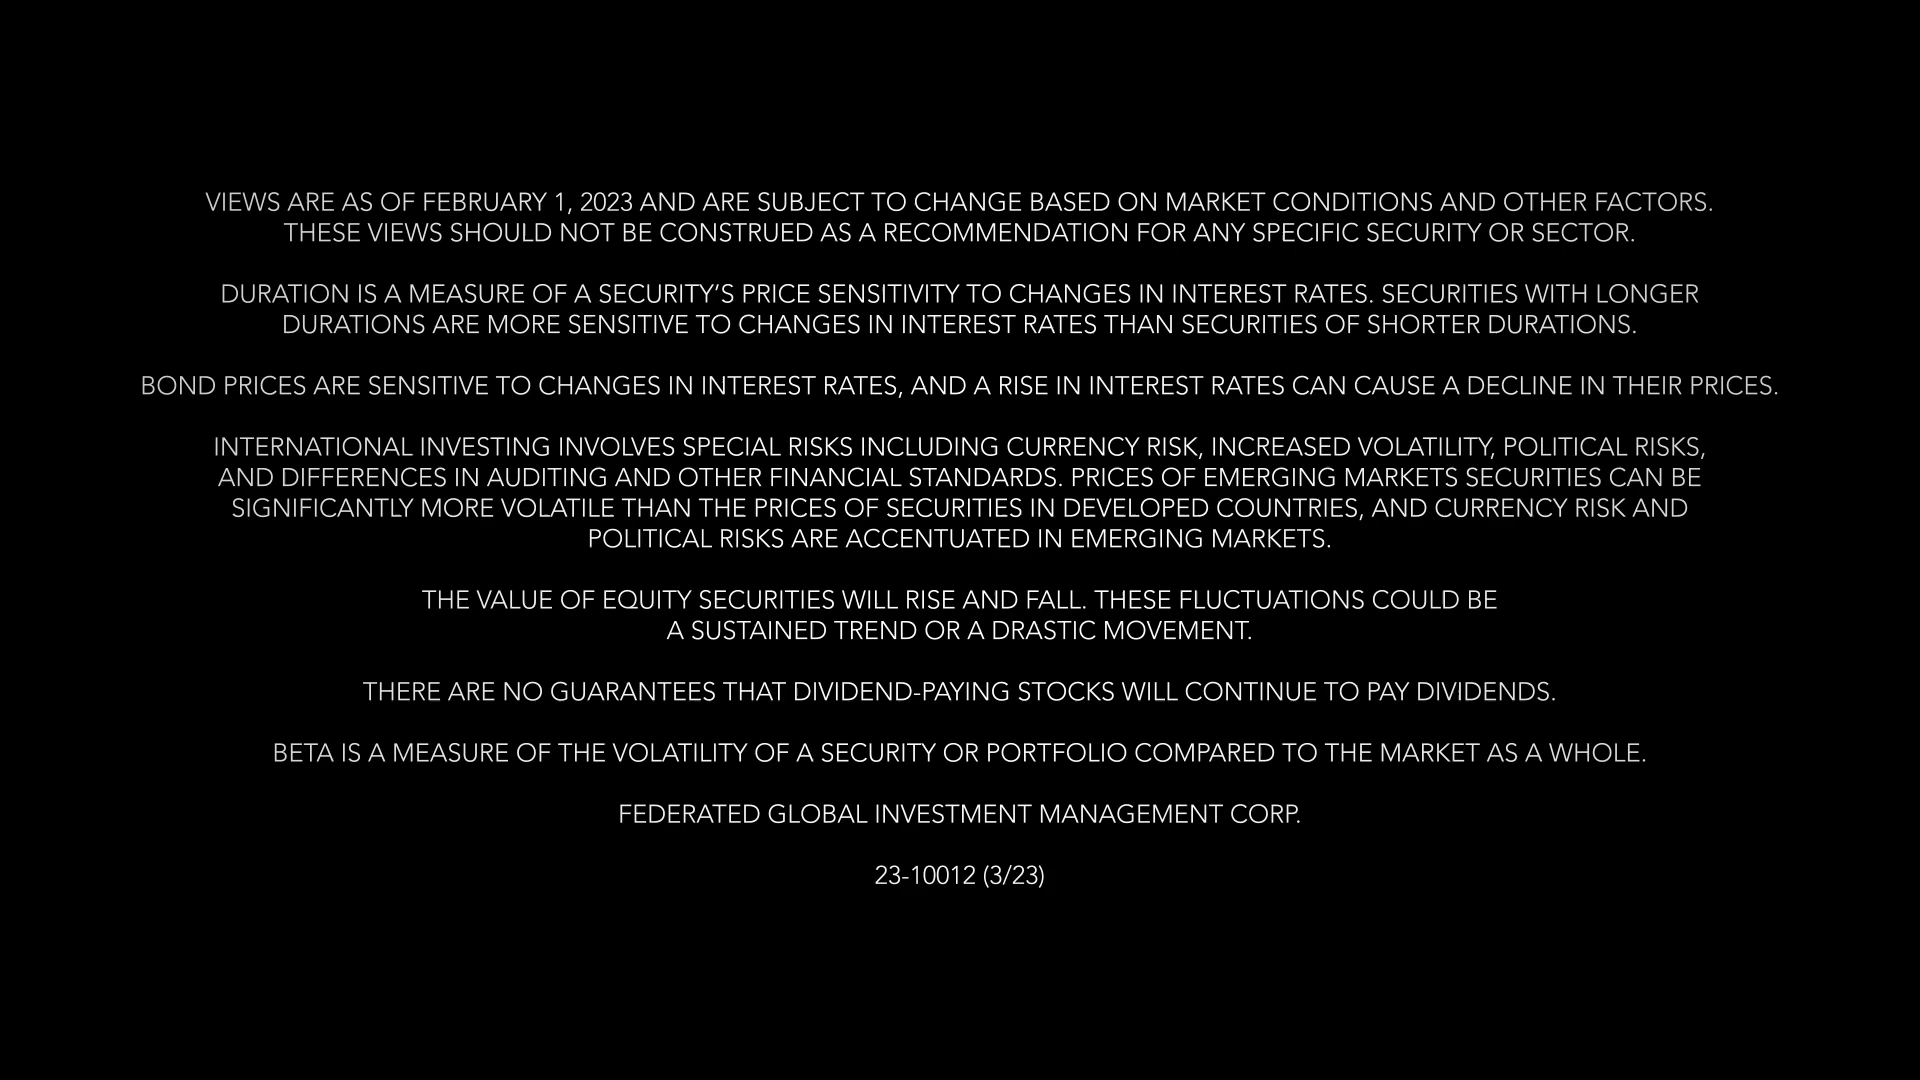 VIEWS ARE AS OF FEBRUARY 1, 2023 AND ARE SUBJECT TO CHANGE BASED ON MARKET CONDITIONS AND OTHER FACTORS.
THESE VIEWS SHOULD NOT BE CONSTRUED AS A RECOMMENDATION FOR ANY SPECIFIC SECURITY OR SECTOR.
DURATION IS A MEASURE OF A SECURITY’S PRICE SENSITIVITY TO CHANGES IN INTEREST RATES. SECURITIES WITH LONGER
DURATIONS ARE MORE SENSITIVE TO CHANGES IN INTEREST RATES THAN SECURITIES OF SHORTER DURATIONS.
BOND PRICES ARE SENSITIVE TO CHANGES IN INTEREST RATES, AND A RISE IN INTEREST RATES CAN CAUSE A DECLINE IN THEIR PRICES.
INTERNATIONAL INVESTING INVOLVES SPECIAL RISKS INCLUDING CURRENCY RISK, INCREASED VOLATILITY, POLITICAL RISKS,
AND DIFFERENCES IN AUDITING AND OTHER FINANCIAL STANDARDS. PRICES OF EMERGING MARKETS SECURITIES CAN BE
SIGNIFICANTLY MORE VOLATILE THAN THE PRICES OF SECURITIES IN DEVELOPED COUNTRIES, AND CURRENCY RISK AND
POLITICAL RISKS ARE ACCENTUATED IN EMERGING MARKETS.
THE VALUE OF EQUITY SECURITIES WILL RISE AND FALL. THESE FLUCTUATIONS COULD BE
A SUSTAINED TREND OR A DRASTIC MOVEMENT.
THERE ARE NO GUARANTEES THAT DIVIDEND-PAYING STOCKS WILL CONTINUE TO PAY DIVIDENDS.
BETA IS A MEASURE OF THE VOLATILITY OF A SECURITY OR PORTFOLIO COMPARED TO THE MARKET AS A WHOLE.
FEDERATED GLOBAL INVESTMENT MANAGEMENT CORP.
23-10012 (3/23)